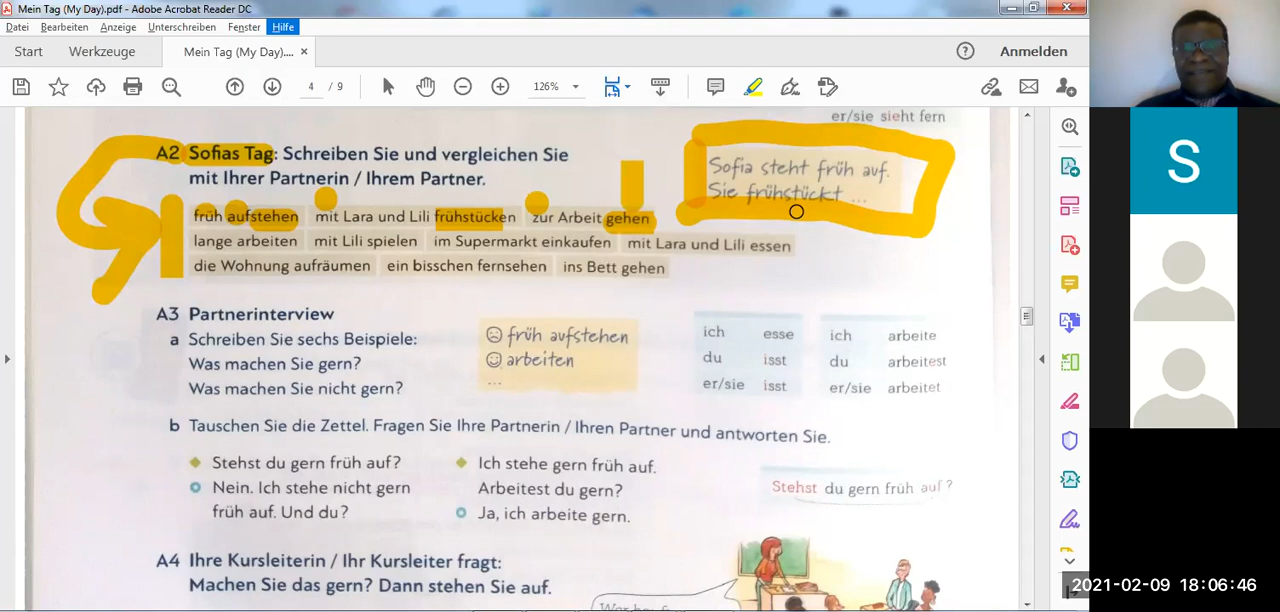 Mein Tag (My Day).pdf - Adobe Acrobat Reader DC
Datei Bearbeiten Anzeige Unterschreiben Fenster Hilfe
Start Werkzeuge Mein Tag (My Day).... × Anmelden
4 / 9 126%
er/sie sieht fern
A2 Sofias Tag: Schreiben Sie und vergleichen Sie
mit Ihrer Partnerin / Ihrem Partner.
Sofia steht früh auf.
Sie frühstückt ...
früh aufstehen mit Lara und Lili frühstücken zur Arbeit gehen
lange arbeiten mit Lili spielen im Supermarkt einkaufen mit Lara und Lili essen
die Wohnung aufräumen ein bisschen fernsehen ins Bett gehen
A3 Partnerinterview
a Schreiben Sie sechs Beispiele:
Was machen Sie gern?
Was machen Sie nicht gern?
früh aufstehen
arbeiten
...
ich esse
du isst
er/sie isst
ich arbeite
du arbeitest
er/sie arbeitet
b Tauschen Sie die Zettel. Fragen Sie Ihre Partnerin / Ihren Partner und antworten Sie.
Stehst du gern früh auf?
Nein. Ich stehe nicht gern
früh auf. Und du?
Ich stehe gern früh auf.
Arbeitest du gern?
Ja, ich arbeite gern.
Stehst du gern früh auf?
A4 Ihre Kursleiterin / Ihr Kursleiter fragt:
Machen Sie das gern? Dann stehen Sie auf.
S
2021-02-09 18:06:46